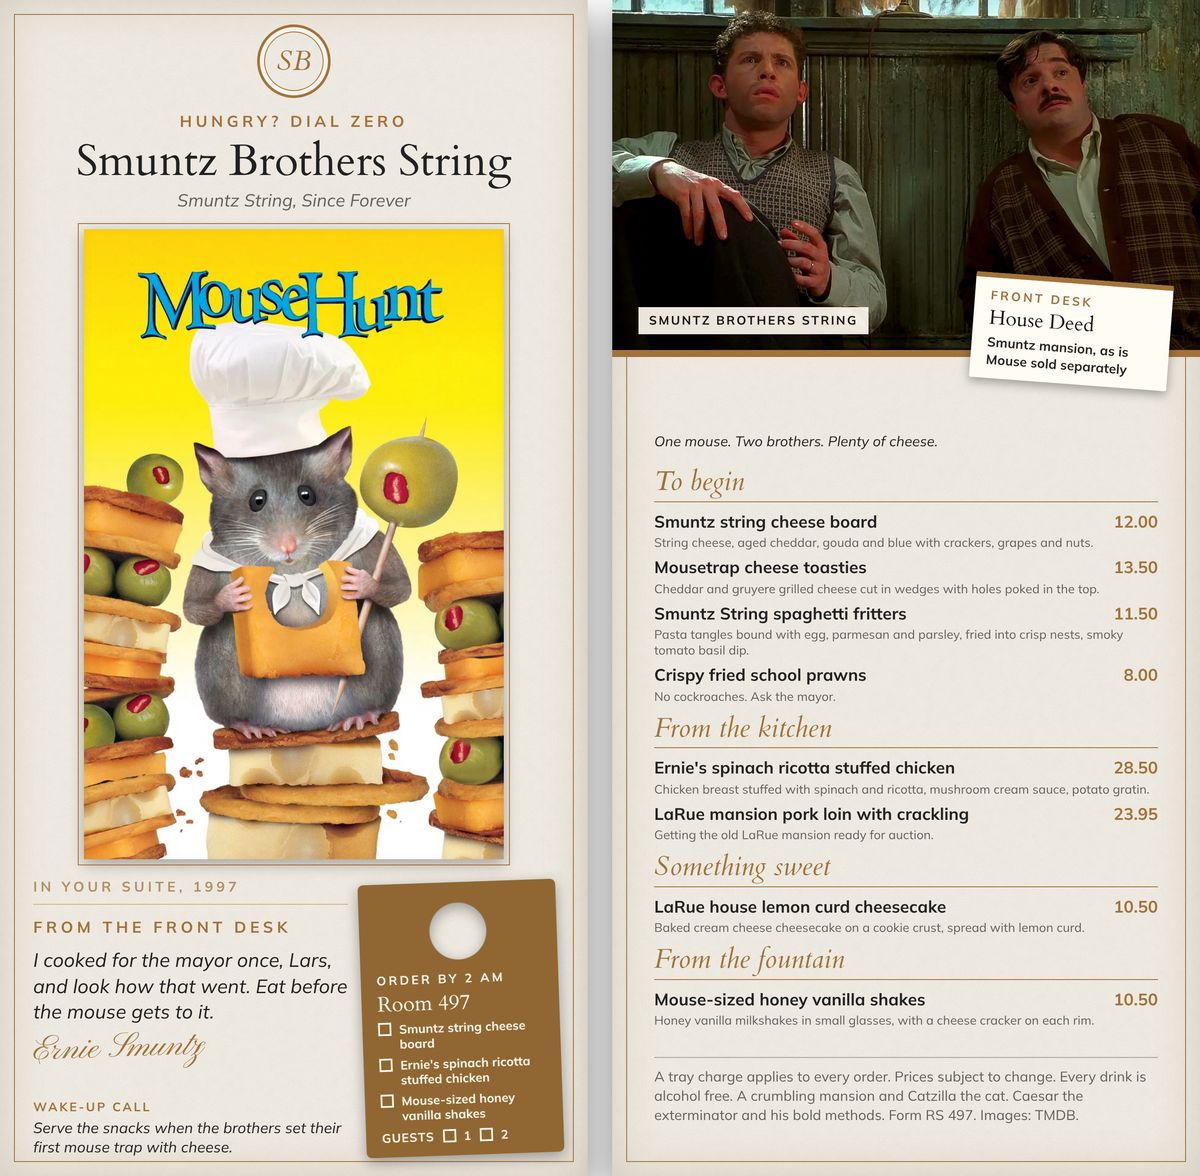 SB
HUNGRY? DIAL ZERO
Smuntz Brothers String
Smuntz String, Since Forever
MouseHunt
IN YOUR SUITE, 1997
FROM THE FRONT DESK
I cooked for the mayor once, Lars,
and look how that went. Eat before
the mouse gets to it.
Ernie Smuntz
WAKE-UP CALL
Serve the snacks when the brothers set their
first mouse trap with cheese.
ORDER BY 2 AM
Room 497
Smuntz string cheese
board
Ernie's spinach ricotta
stuffed chicken
Mouse-sized honey
vanilla shakes
GUESTS 1 2
SMUNTZ BROTHERS STRING
FRONT DESK
House Deed
Smuntz mansion, as is
Mouse sold separately
One mouse. Two brothers. Plenty of cheese.
To begin
Smuntz string cheese board 12.00
String cheese, aged cheddar, gouda and blue with crackers, grapes and nuts.
Mousetrap cheese toasties 13.50
Cheddar and gruyere grilled cheese cut in wedges with holes poked in the top.
Smuntz String spaghetti fritters 11.50
Pasta tangles bound with egg, parmesan and parsley, fried into crisp nests, smoky
tomato basil dip.
Crispy fried school prawns 8.00
No cockroaches. Ask the mayor.
From the kitchen
Ernie's spinach ricotta stuffed chicken 28.50
Chicken breast stuffed with spinach and ricotta, mushroom cream sauce, potato gratin.
LaRue mansion pork loin with crackling 23.95
Getting the old LaRue mansion ready for auction.
Something sweet
LaRue house lemon curd cheesecake 10.50
Baked cream cheese cheesecake on a cookie crust, spread with lemon curd.
From the fountain
Mouse-sized honey vanilla shakes 10.50
Honey vanilla milkshakes in small glasses, with a cheese cracker on each rim.
A tray charge applies to every order. Prices subject to change. Every drink is
alcohol free. A crumbling mansion and Catzilla the cat. Caesar the
exterminator and his bold methods. Form RS 497. Images: TMDB.